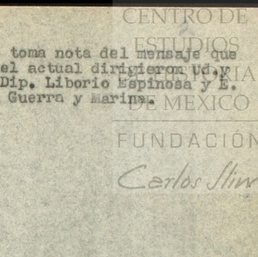 CENTRO DE
ESTUDIOS
toma nota del mensaje que
el actual dirigieron Ud. y
Dip. Liborio Espinosa y E.
Guerra y Marina.
DE MEXICO
FUNDACIÓN
Carlos Slim